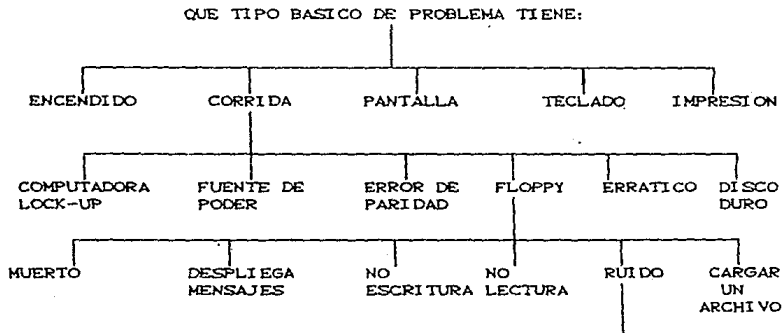 QUE TIPO BASICO DE PROBLEMA TIENE:
ENCENDIDO CORRIDA PANTALLA TECLADO IMPRESION
COMPUTADORA FUENTE DE ERROR DE FLOPPY ERRATICO DISCO
LOCK-UP PODER PARIDAD DURO
MUERTO DESPLIEGA NO NO RUIDO CARGAR
MENSAJES ESCRITURA LECTURA UN
ARCHIVO